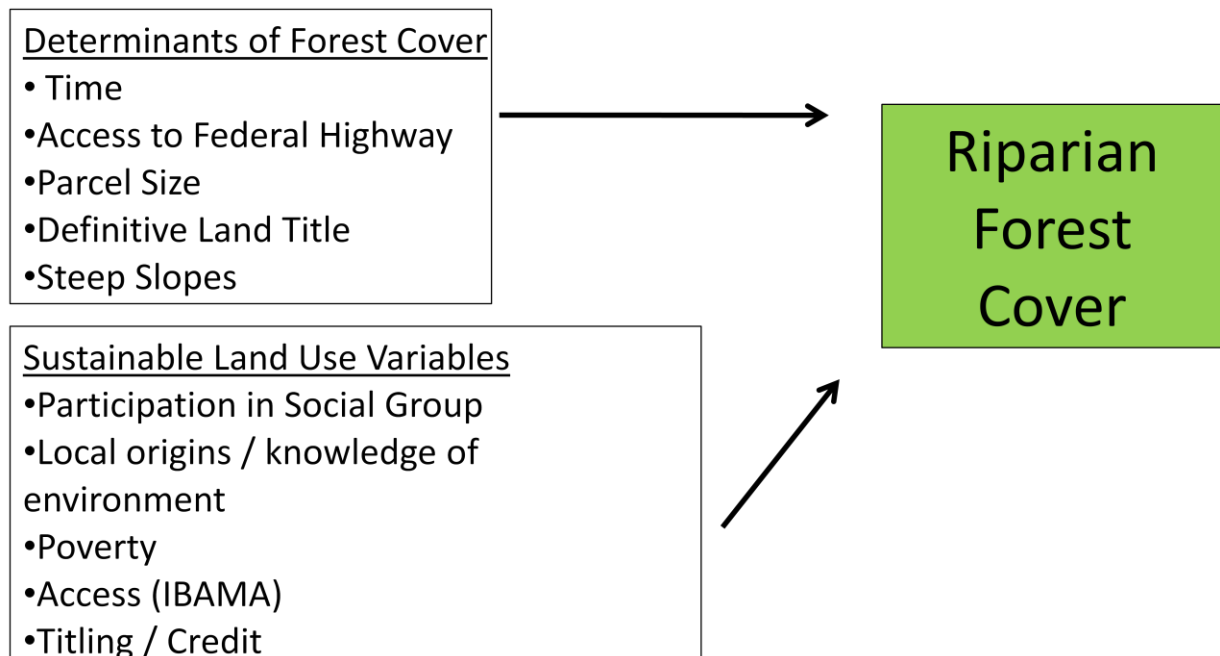 Determinants of Forest Cover
• Time
•Access to Federal Highway
•Parcel Size
•Definitive Land Title
•Steep Slopes
Riparian
Forest
Cover
Sustainable Land Use Variables
•Participation in Social Group
•Local origins / knowledge of
environment
•Poverty
•Access (IBAMA)
•Titling / Credit